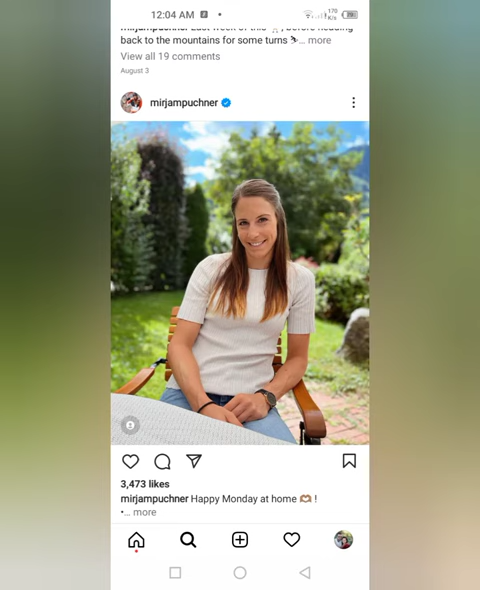 12:04 AM
170
K/s
back to the mountains for some turns ... more
View all 19 comments
August 3
mirjampuchner
3,473 likes
mirjampuchner Happy Monday at home !
•... more